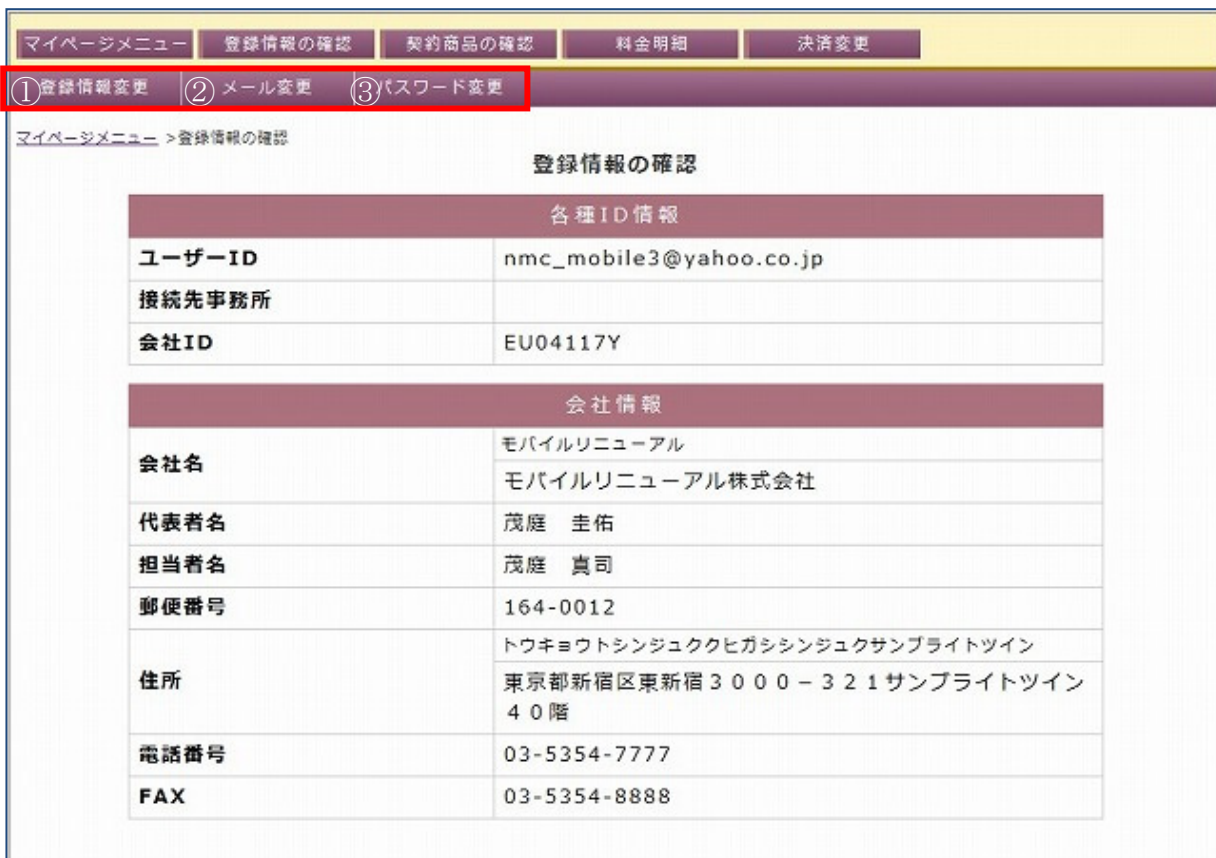 マイページメニュー 登録情報の確認 契約商品の確認 料金明細 決済変更
①登録情報変更 ②メール変更 ③パスワード変更
マイページメニュー >登録情報の確認
登録情報の確認
各種ID情報
ユーザーID nmc_mobile3@yahoo.co.jp
接続先事務所
会社ID EU04117Y
会社情報
会社名 モバイルリニューアル
モバイルリニューアル株式会社
代表者名 茂庭　圭佑
担当者名 茂庭　真司
郵便番号 164-0012
住所 トウキョウトシンジュククヒガシシンジュクサンブライトツイン
東京都新宿区東新宿３０００－３２１サンブライトツイン
４０階
電話番号 03-5354-7777
FAX 03-5354-8888